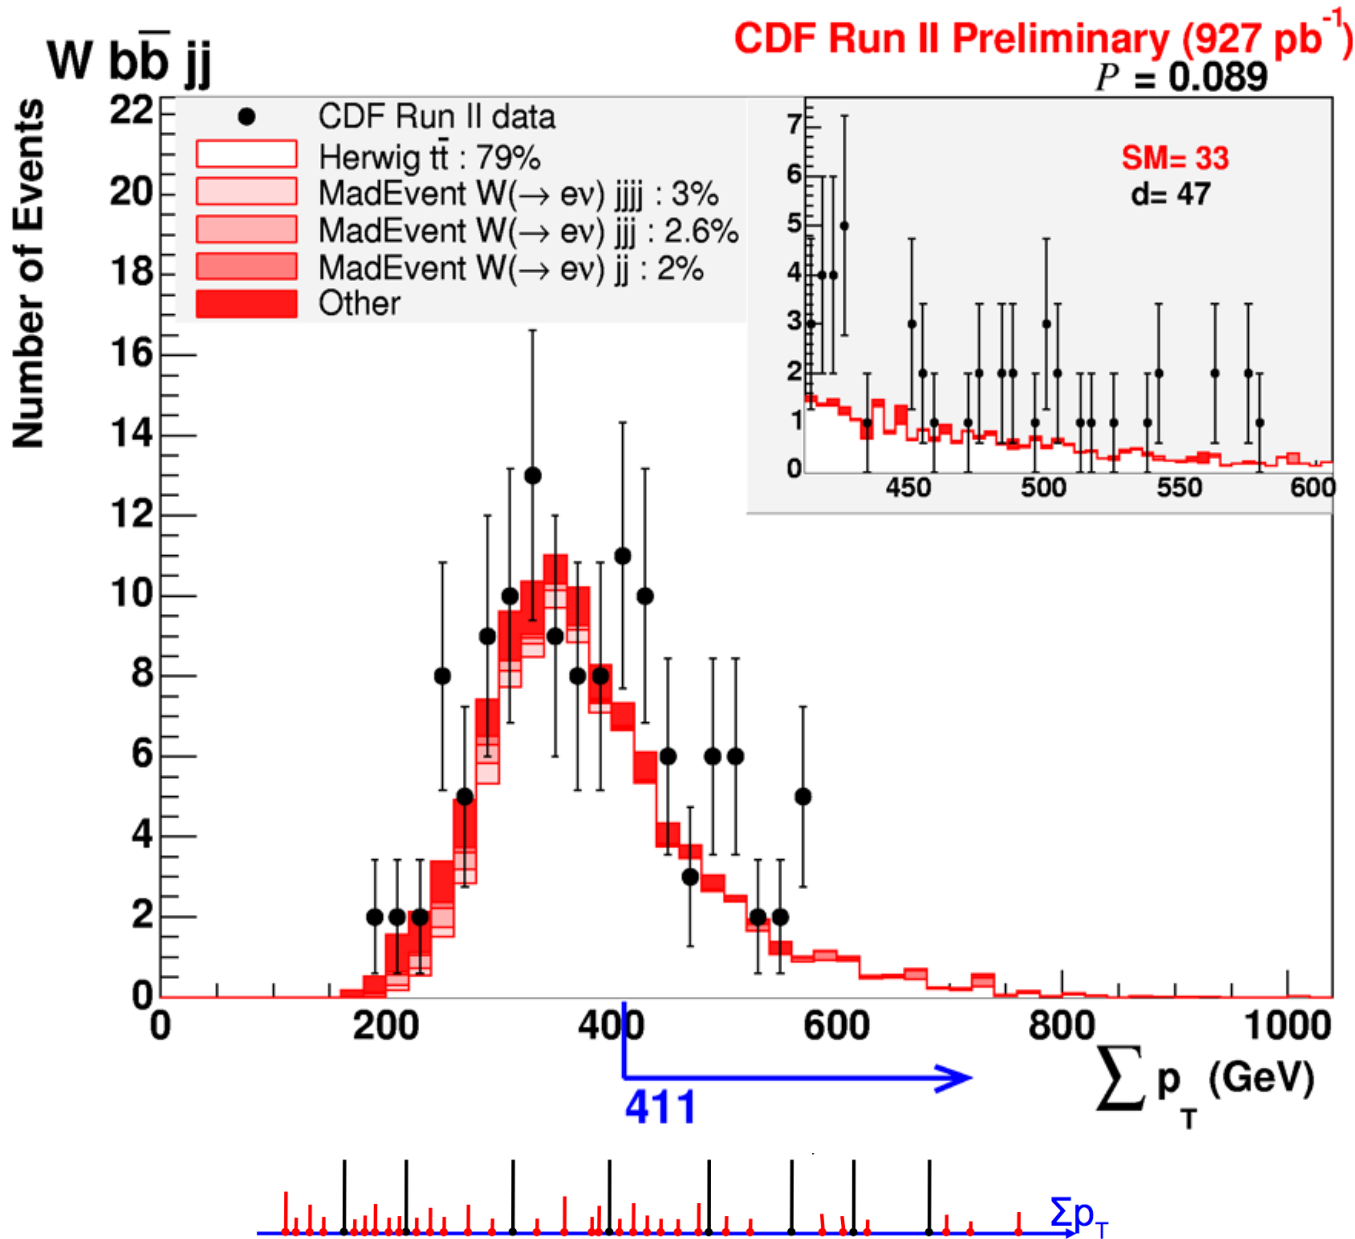 CDF Run II Preliminary (927 pb⁻¹)
W bb̅ jj
P = 0.089
Number of Events
CDF Run II data
Herwig tt̅ : 79%
MadEvent W(→ eν) jjjj : 3%
MadEvent W(→ eν) jjj : 2.6%
MadEvent W(→ eν) jj : 2%
Other
SM= 33
d= 47
7
6
5
4
3
2
1
0
450 500 550 600
22
20
18
16
14
12
10
8
6
4
2
0
0 200 400 600 800 1000
∑ p_T (GeV)
411
Σp_T